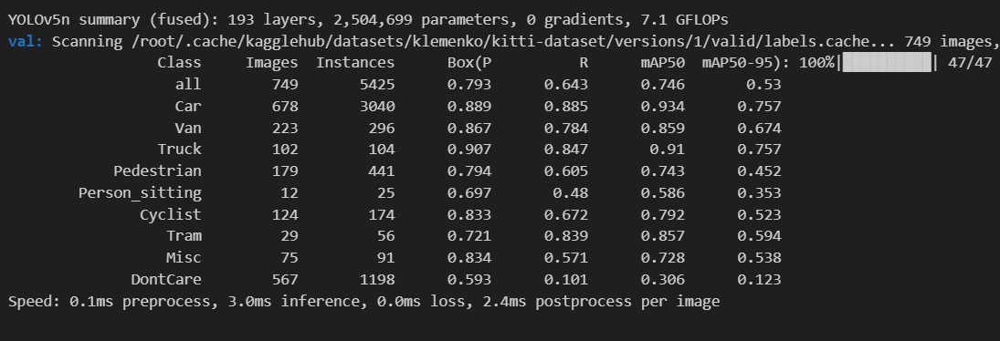 YOLOv5n summary (fused): 193 layers, 2,504,699 parameters, 0 gradients, 7.1 GFLOPs
val: Scanning /root/.cache/kagglehub/datasets/klemenko/kitti-dataset/versions/1/valid/labels.cache... 749 images,
Class Images Instances Box(P R mAP50 mAP50-95): 100%|██████████| 47/47
all 749 5425 0.793 0.643 0.746 0.53
Car 678 3040 0.889 0.885 0.934 0.757
Van 223 296 0.867 0.784 0.859 0.674
Truck 102 104 0.907 0.847 0.91 0.757
Pedestrian 179 441 0.794 0.605 0.743 0.452
Person_sitting 12 25 0.697 0.48 0.586 0.353
Cyclist 124 174 0.833 0.672 0.792 0.523
Tram 29 56 0.721 0.839 0.857 0.594
Misc 75 91 0.834 0.571 0.728 0.538
DontCare 567 1198 0.593 0.101 0.306 0.123
Speed: 0.1ms preprocess, 3.0ms inference, 0.0ms loss, 2.4ms postprocess per image